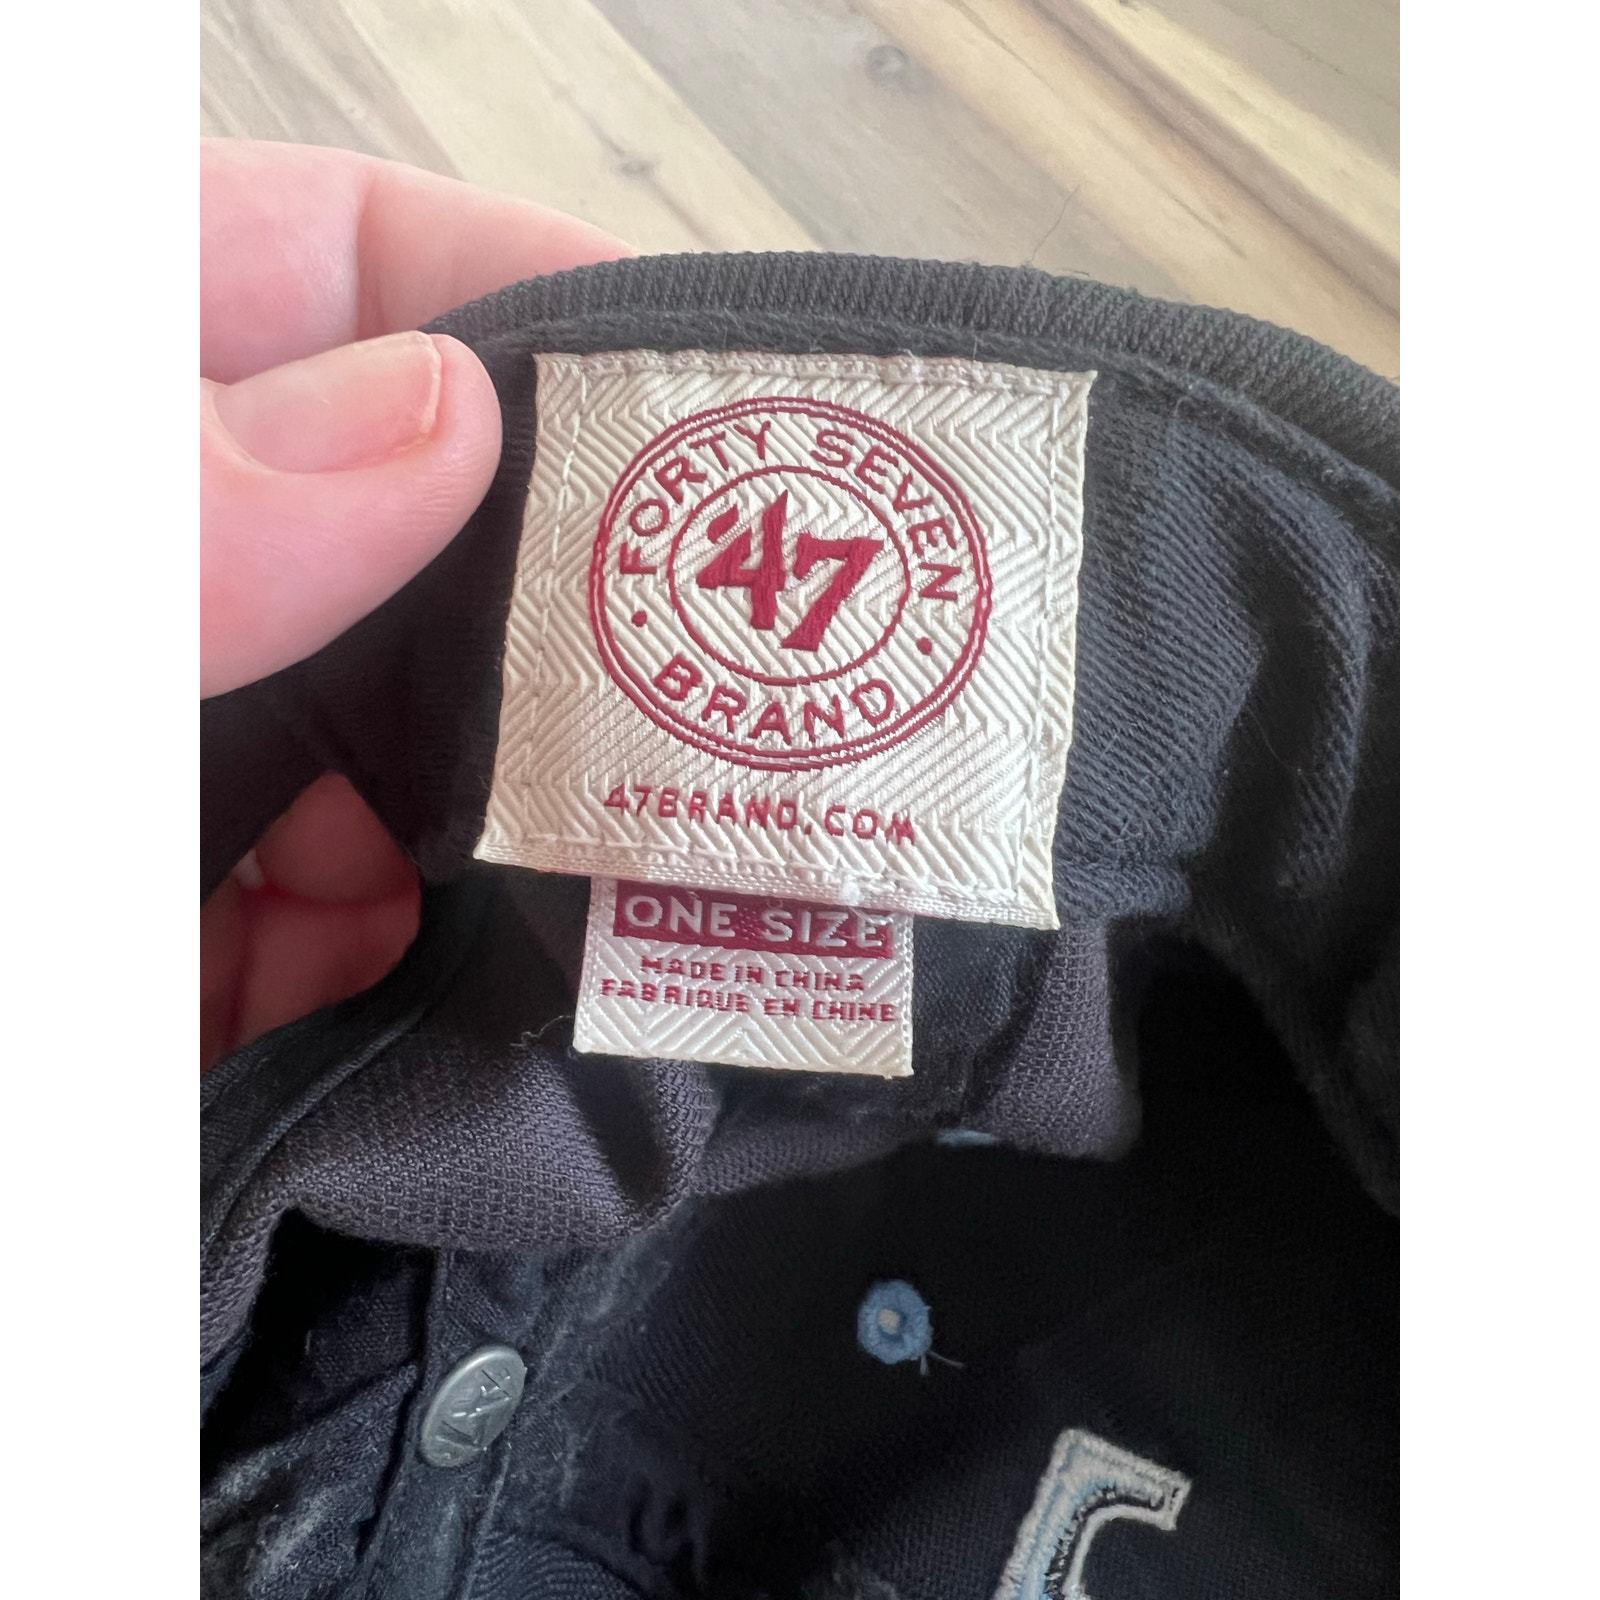 FORTY SEVEN
'47
BRAND
47BRAND.COM
ONE SIZE
MADE IN CHINA
FABRIQUE EN CHINE